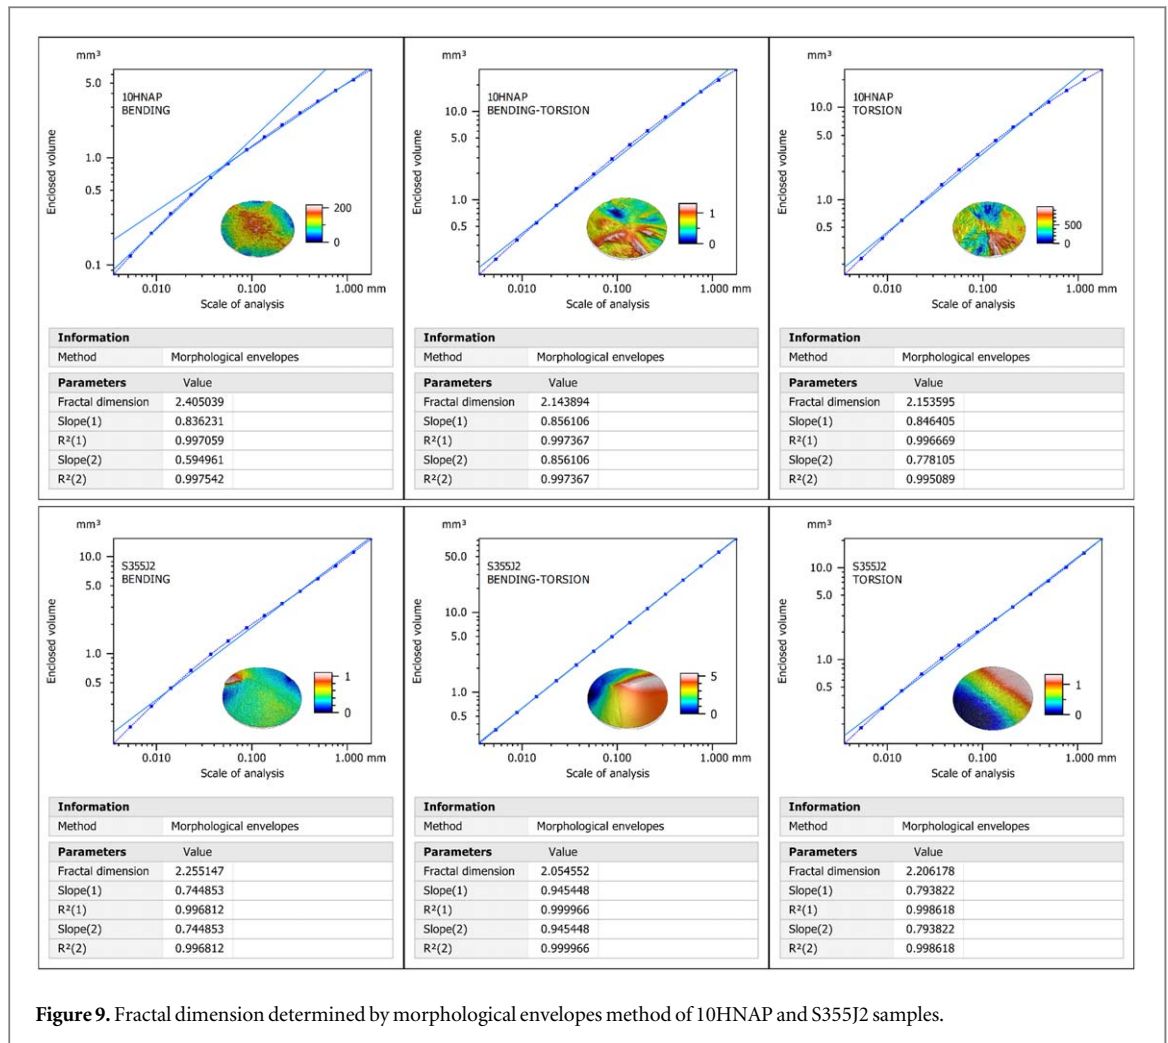 mm³
5.0
1.0
0.5
0.1
10HNAP
BENDING
Enclosed volume
200
0
0.010 0.100 1.000 mm
Scale of analysis
Information
Method Morphological envelopes
Parameters Value
Fractal dimension 2.405039
Slope(1) 0.836231
R²(1) 0.997059
Slope(2) 0.594961
R²(2) 0.997542
mm³
10.0
5.0
1.0
0.5
10HNAP
BENDING-TORSION
Enclosed volume
1
0
0.010 0.100 1.000 mm
Scale of analysis
Information
Method Morphological envelopes
Parameters Value
Fractal dimension 2.143894
Slope(1) 0.856106
R²(1) 0.997367
Slope(2) 0.856106
R²(2) 0.997367
mm³
10.0
5.0
1.0
0.5
10HNAP
TORSION
Enclosed volume
500
0
0.010 0.100 1.000 mm
Scale of analysis
Information
Method Morphological envelopes
Parameters Value
Fractal dimension 2.153595
Slope(1) 0.846405
R²(1) 0.996669
Slope(2) 0.778105
R²(2) 0.995089
mm³
10.0
5.0
1.0
0.5
S355J2
BENDING
Enclosed volume
1
0
0.010 0.100 1.000 mm
Scale of analysis
Information
Method Morphological envelopes
Parameters Value
Fractal dimension 2.255147
Slope(1) 0.744853
R²(1) 0.996812
Slope(2) 0.744853
R²(2) 0.996812
mm³
50.0
10.0
5.0
1.0
0.5
S355J2
BENDING-TORSION
Enclosed volume
5
0
0.010 0.100 1.000 mm
Scale of analysis
Information
Method Morphological envelopes
Parameters Value
Fractal dimension 2.054552
Slope(1) 0.945448
R²(1) 0.999966
Slope(2) 0.945448
R²(2) 0.999966
mm³
10.0
5.0
1.0
0.5
S355J2
TORSION
Enclosed volume
1
0
0.010 0.100 1.000 mm
Scale of analysis
Information
Method Morphological envelopes
Parameters Value
Fractal dimension 2.206178
Slope(1) 0.793822
R²(1) 0.998618
Slope(2) 0.793822
R²(2) 0.998618
Figure 9. Fractal dimension determined by morphological envelopes method of 10HNAP and S355J2 samples.